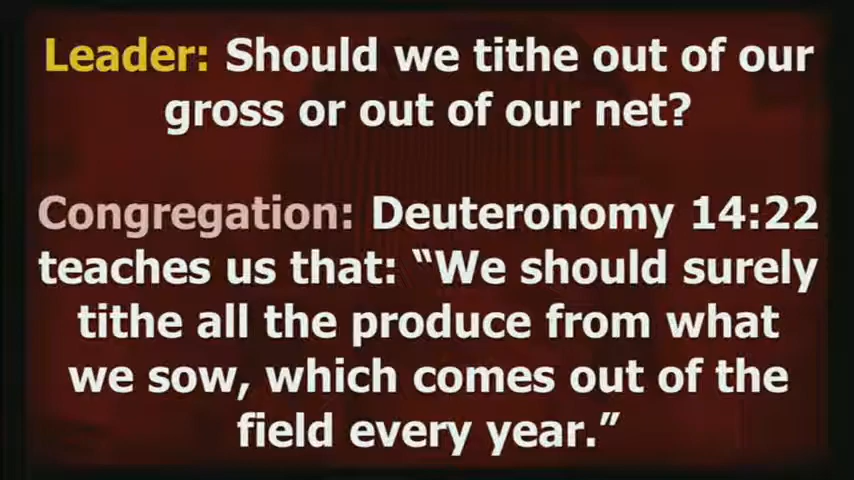 Leader: Should we tithe out of our
gross or out of our net?
Congregation: Deuteronomy 14:22
teaches us that: “We should surely
tithe all the produce from what
we sow, which comes out of the
field every year.”